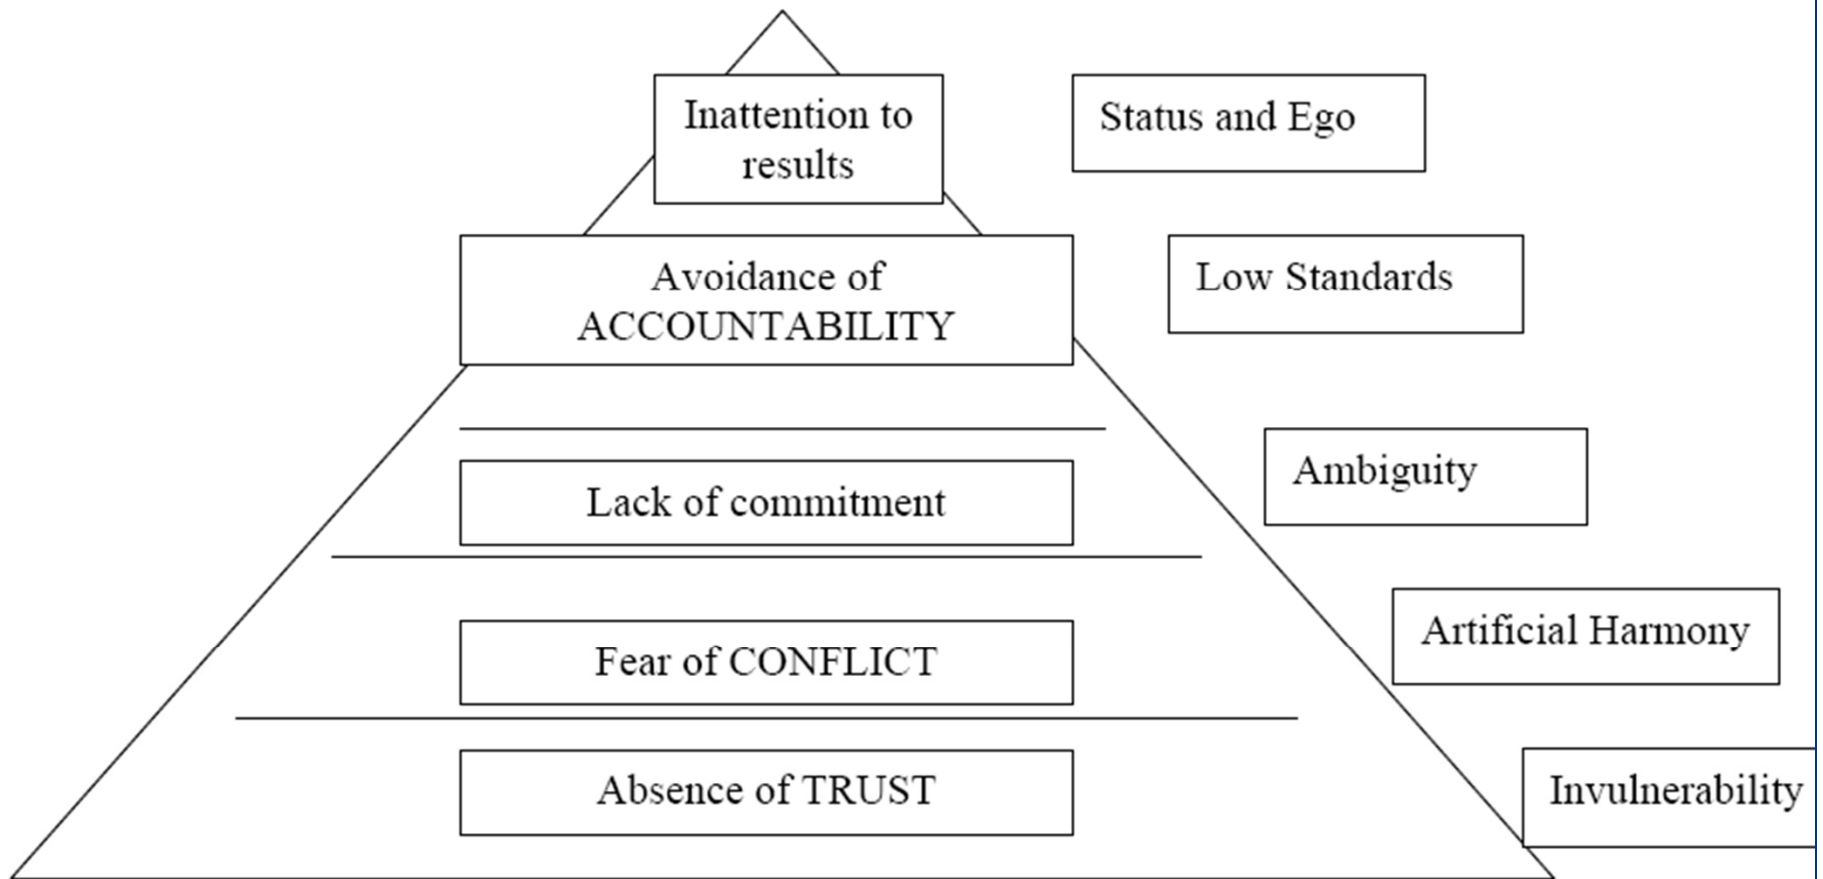 Inattention to
results
Status and Ego
Avoidance of
ACCOUNTABILITY
Low Standards
Lack of commitment
Ambiguity
Fear of CONFLICT
Artificial Harmony
Absence of TRUST
Invulnerability